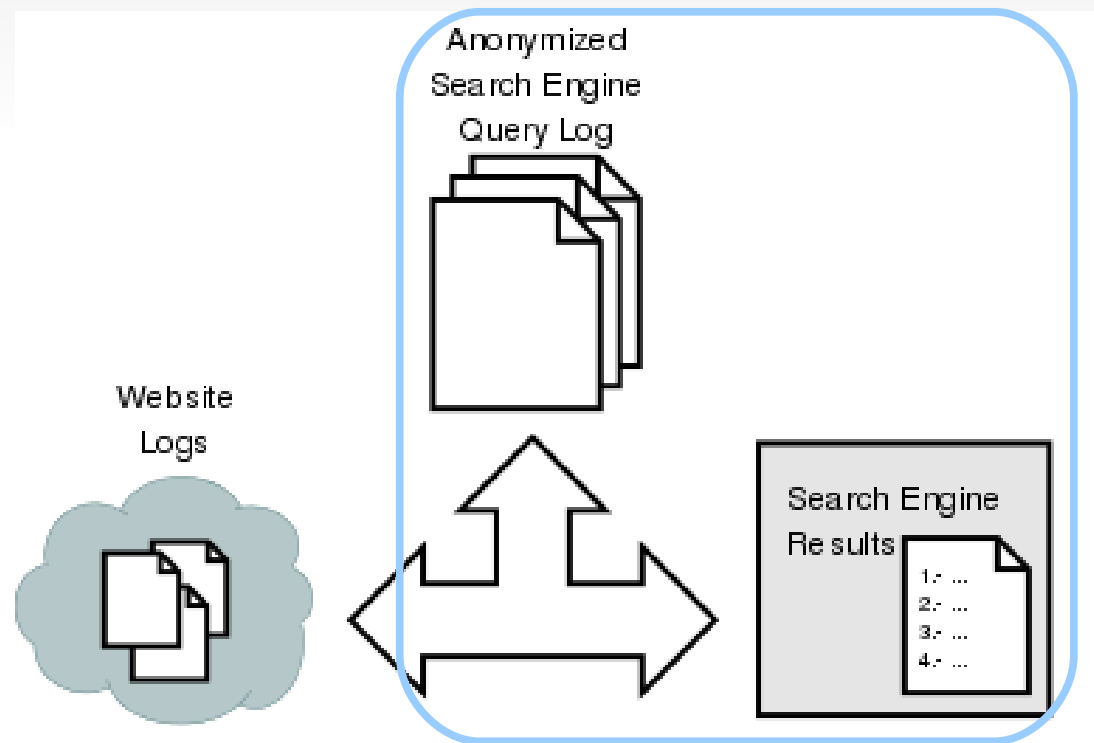 Anonymized
Search Engine
Query Log
Website
Logs
Search Engine
Results
1.- ...
2.- ...
3.- ...
4.- ...